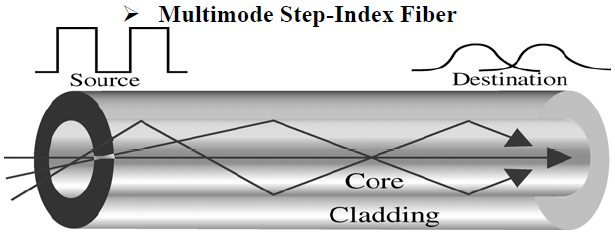 ➢ Multimode Step-Index Fiber
Source
Destination
Core
Cladding